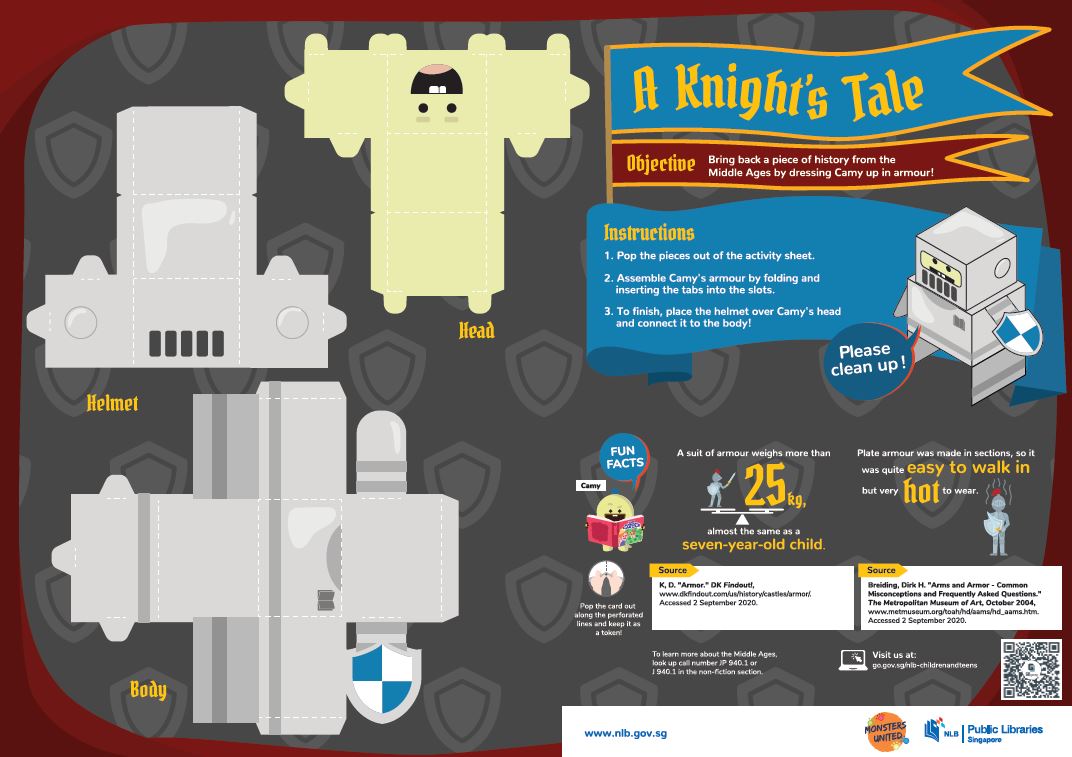 A Knight's Tale
Objective
Bring back a piece of history from the
Middle Ages by dressing Camy up in armour!
Instructions
1. Pop the pieces out of the activity sheet.
2. Assemble Camy's armour by folding and
inserting the tabs into the slots.
3. To finish, place the helmet over Camy's head
and connect it to the body!
Please
clean up!
Head
Helmet
Body
FUN
FACTS
Camy
A suit of armour weighs more than
25kg,
almost the same as a
seven-year-old child.
Plate armour was made in sections, so it
was quite easy to walk in
but very hot to wear.
Pop the card out
along the perforated
lines and keep it as
a token!
Source
K, D. "Armor." DK Findout!,
www.dkfindout.com/us/history/castles/armor/.
Accessed 2 September 2020.
Source
Breiding, Dirk H. "Arms and Armor - Common
Misconceptions and Frequently Asked Questions."
The Metropolitan Museum of Art, October 2004,
www.metmuseum.org/toah/hd/aams/hd_aams.htm.
Accessed 2 September 2020.
To learn more about the Middle Ages,
look up call number JP 940.1 or
J 940.1 in the non-fiction section.
Visit us at:
go.gov.sg/nlb-childrenandteens
www.nlb.gov.sg
MONSTERS
UNITED
NLB
Public Libraries
Singapore